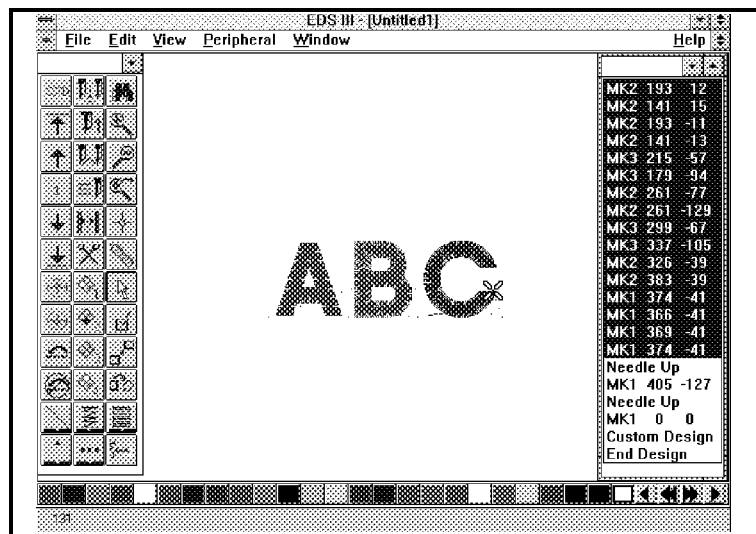 EDS III - [Untitled1]
File Edit View Peripheral Window Help
ABC
MK2 193 12
MK2 141 15
MK2 193 -11
MK2 141 -13
MK3 215 -57
MK3 179 -94
MK2 261 -77
MK2 261 -129
MK3 299 -67
MK3 337 -105
MK2 326 -39
MK2 383 -39
MK1 374 -41
MK1 366 -41
MK1 369 -41
MK1 374 -41
Needle Up
MK1 405 -127
Needle Up
MK1 0 0
Custom Design
End Design
131